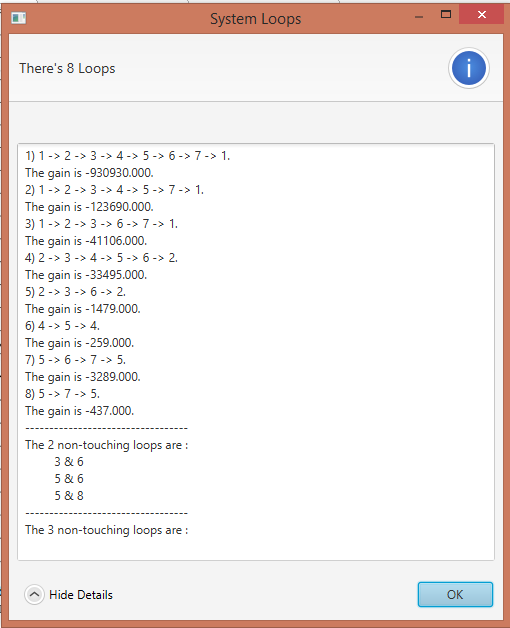 System Loops
There's 8 Loops
1) 1 -> 2 -> 3 -> 4 -> 5 -> 6 -> 7 -> 1.
The gain is -930930.000.
2) 1 -> 2 -> 3 -> 4 -> 5 -> 7 -> 1.
The gain is -123690.000.
3) 1 -> 2 -> 3 -> 6 -> 7 -> 1.
The gain is -41106.000.
4) 2 -> 3 -> 4 -> 5 -> 6 -> 2.
The gain is -33495.000.
5) 2 -> 3 -> 6 -> 2.
The gain is -1479.000.
6) 4 -> 5 -> 4.
The gain is -259.000.
7) 5 -> 6 -> 7 -> 5.
The gain is -3289.000.
8) 5 -> 7 -> 5.
The gain is -437.000.
----------------------------------
The 2 non-touching loops are :
3 & 6
5 & 6
5 & 8
----------------------------------
The 3 non-touching loops are :
Hide Details
OK